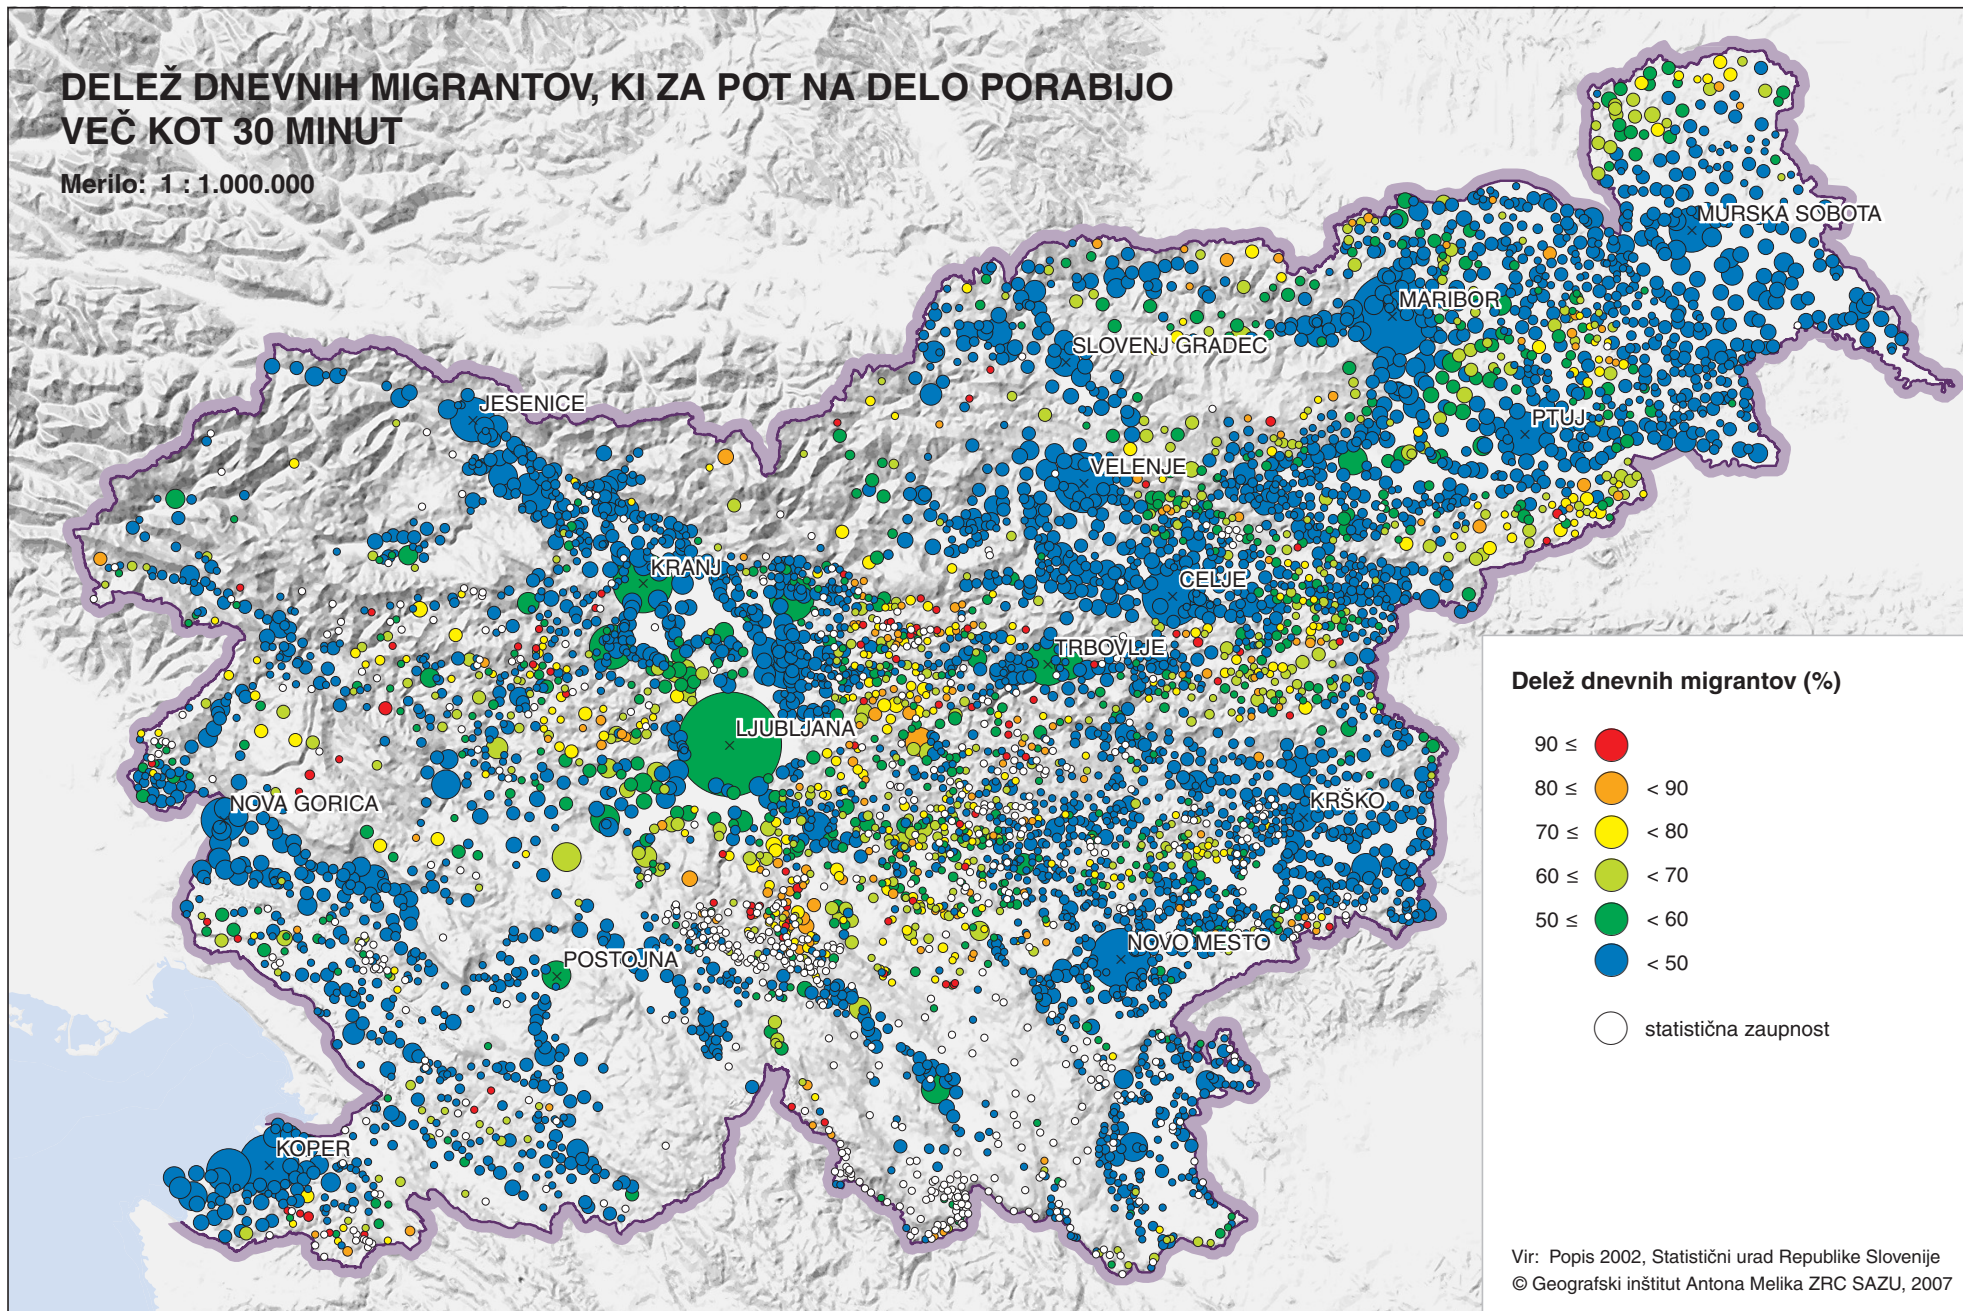 DELEŽ DNEVNIH MIGRANTOV, KI ZA POT NA DELO PORABIJO
VEČ KOT 30 MINUT
Merilo: 1 : 1.000.000
MURSKA SOBOTA
MARIBOR
SLOVENJ GRADEC
JESENICE
PTUJ
VELENJE
KRANJ
CELJE
TRBOVLJE
LJUBLJANA
NOVA GORICA
KRŠKO
NOVO MESTO
POSTOJNA
KOPER
Delež dnevnih migrantov (%)
90 ≤
80 ≤ < 90
70 ≤ < 80
60 ≤ < 70
50 ≤ < 60
< 50
statistična zaupnost
Vir: Popis 2002, Statistični urad Republike Slovenije
© Geografski inštitut Antona Melika ZRC SAZU, 2007